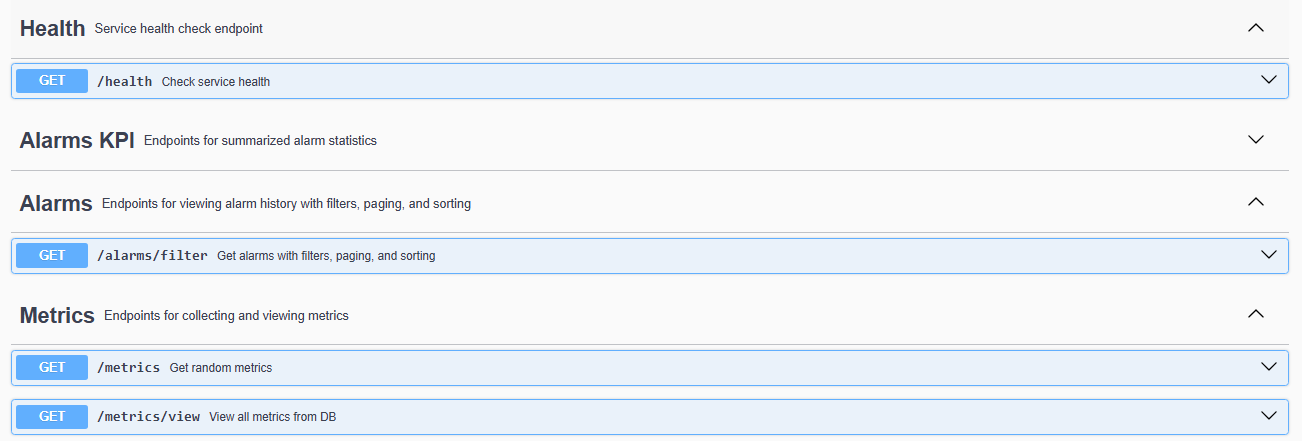 Health Service health check endpoint
GET /health Check service health
Alarms KPI Endpoints for summarized alarm statistics
Alarms Endpoints for viewing alarm history with filters, paging, and sorting
GET /alarms/filter Get alarms with filters, paging, and sorting
Metrics Endpoints for collecting and viewing metrics
GET /metrics Get random metrics
GET /metrics/view View all metrics from DB